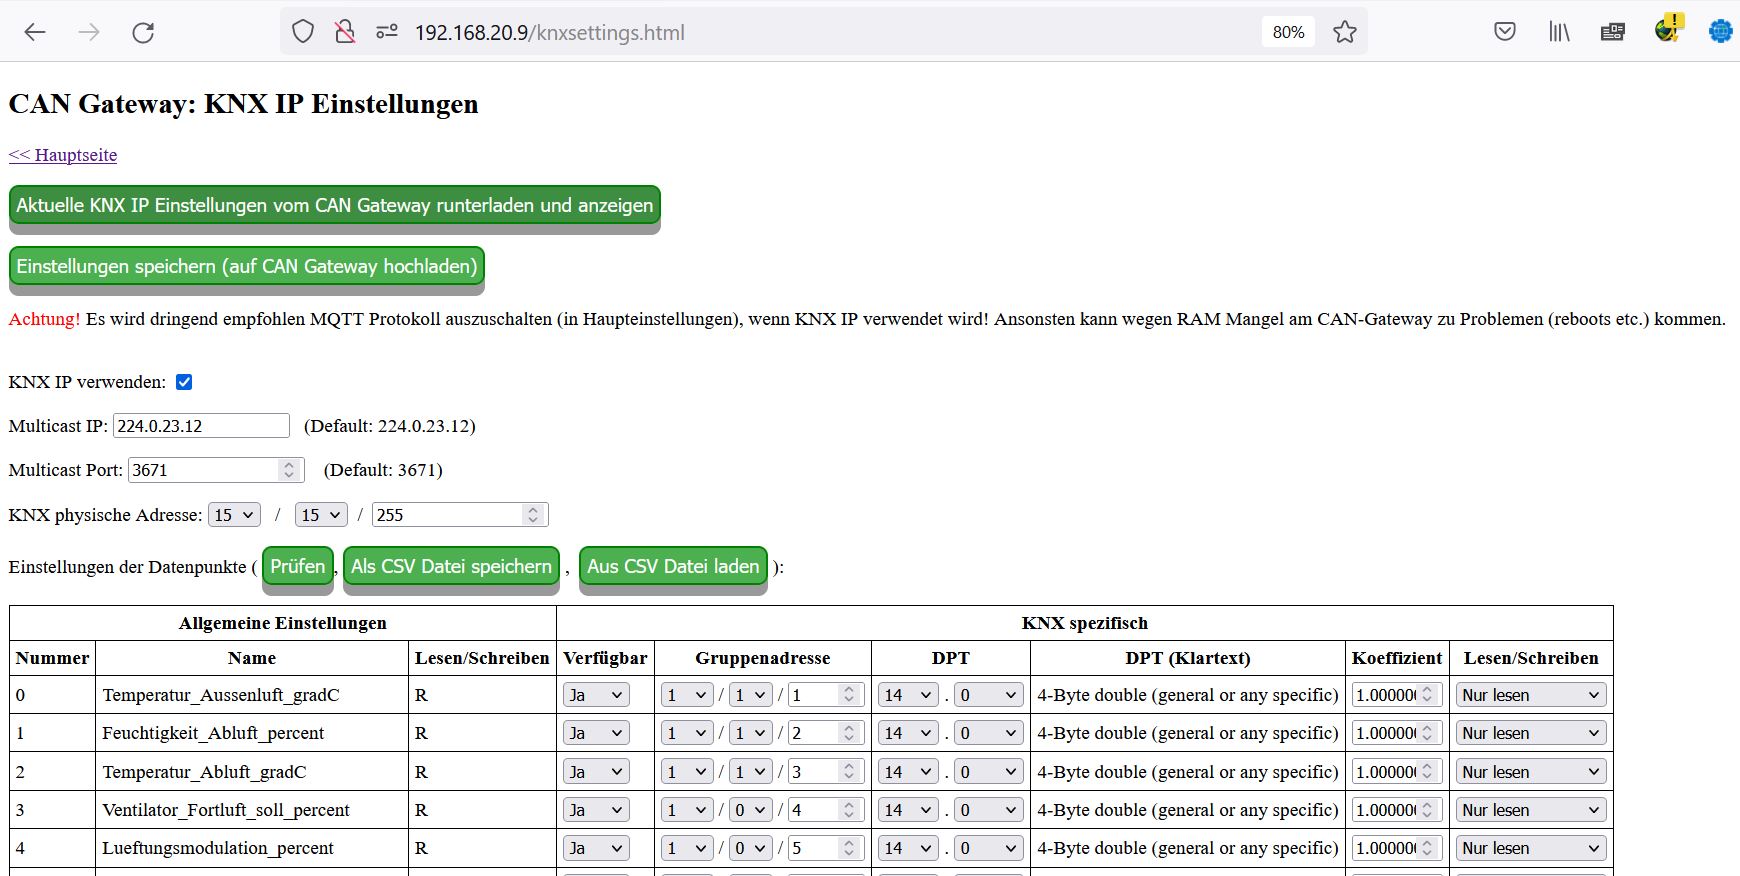 192.168.20.9/knxsettings.html 80%
CAN Gateway: KNX IP Einstellungen
<< Hauptseite
Aktuelle KNX IP Einstellungen vom CAN Gateway runterladen und anzeigen
Einstellungen speichern (auf CAN Gateway hochladen)
Achtung! Es wird dringend empfohlen MQTT Protokoll auszuschalten (in Haupteinstellungen), wenn KNX IP verwendet wird! Ansonsten kann wegen RAM Mangel am CAN-Gateway zu Problemen (reboots etc.) kommen.
KNX IP verwenden:
Multicast IP: 224.0.23.12 (Default: 224.0.23.12)
Multicast Port: 3671 (Default: 3671)
KNX physische Adresse: 15 / 15 / 255
Einstellungen der Datenpunkte ( Prüfen , Als CSV Datei speichern , Aus CSV Datei laden ):
Allgemeine Einstellungen KNX spezifisch
Nummer Name Lesen/Schreiben Verfügbar Gruppenadresse DPT DPT (Klartext) Koeffizient Lesen/Schreiben
0 Temperatur_Aussenluft_gradC R Ja 1 / 1 / 1 14 . 0 4-Byte double (general or any specific) 1.00000 Nur lesen
1 Feuchtigkeit_Abluft_percent R Ja 1 / 1 / 2 14 . 0 4-Byte double (general or any specific) 1.00000 Nur lesen
2 Temperatur_Abluft_gradC R Ja 1 / 1 / 3 14 . 0 4-Byte double (general or any specific) 1.00000 Nur lesen
3 Ventilator_Fortluft_soll_percent R Ja 1 / 0 / 4 14 . 0 4-Byte double (general or any specific) 1.00000 Nur lesen
4 Lueftungsmodulation_percent R Ja 1 / 0 / 5 14 . 0 4-Byte double (general or any specific) 1.00000 Nur lesen